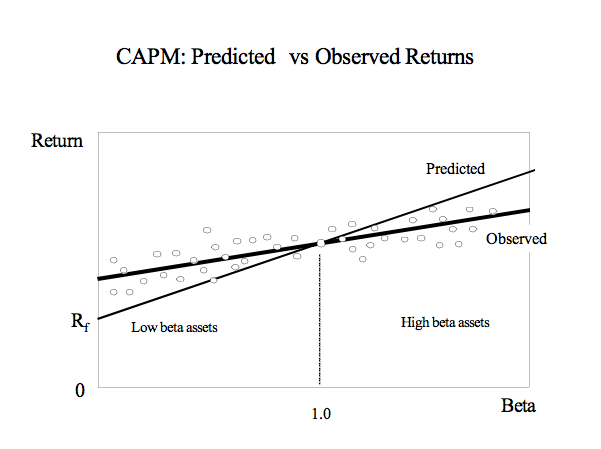 CAPM: Predicted vs Observed Returns
Return
Predicted
Observed
Rf
Low beta assets
High beta assets
0
1.0
Beta